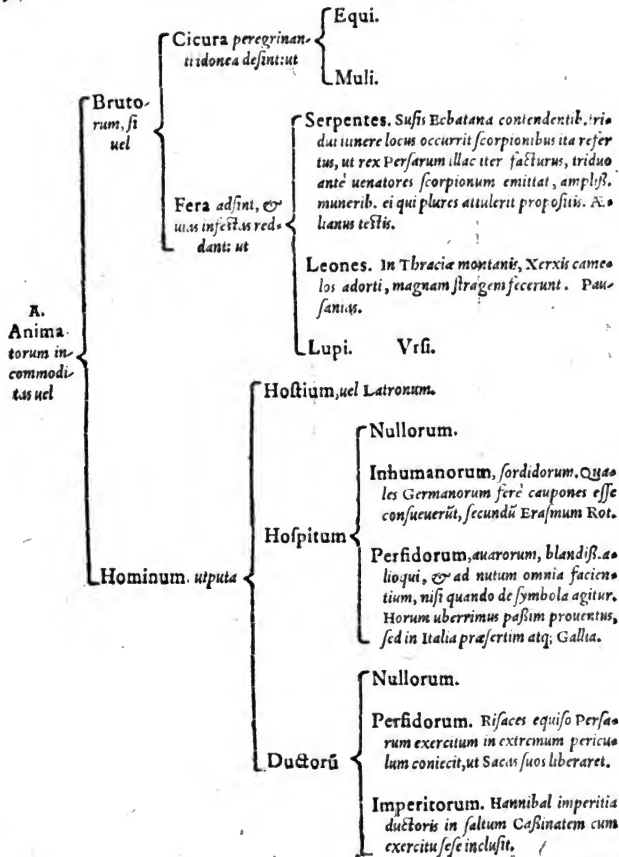 Equi.
Cicura peregrinan-
ti idonea desint: ut
Muli.
Bruto-
rum, si
uel
Serpentes. Susis Ecbatana contendentib. tri-
dui itinere locus occurrit scorpionibus ita refer
tus, ut rex Persarum illac iter facturus, triduo
antè uenatores scorpionum emittat, ampliß.
munerib. ei qui plures attulerit propositis. Æ-
lianus testis.
Fera adsint, &
uias infestas red-
dant: ut
Leones. In Thraciæ montanis, Xerxis came-
los adorti, magnam stragem fecerunt. Pau-
sanias.
Lupi. Vrsi.
A.
Anima-
torum in-
commodi-
tas uel
Hostium, uel Latronum.
Nullorum.
Inhumanorum, sordidorum. Qua-
les Germanorum ferè caupones esse
consueuerūt, secundū Erasmum Rot.
Hospitum
Perfidorum, auarorum, blandiß. a-
lioqui, & ad nutum omnia facien-
tium, nisi quando de symbola agitur.
Horum uberrimus paßim prouentus,
sed in Italia præsertim atq; Gallia.
Hominum. utputa
Nullorum.
Perfidorum. Risaces equiso Persa-
rum exercitum in extremum pericu-
lum coniecit, ut Sacas suos liberaret.
Ductorū
Imperitorum. Hannibal imperitia
ductoris in saltum Caßinatem cum
exercitu sese inclusit.